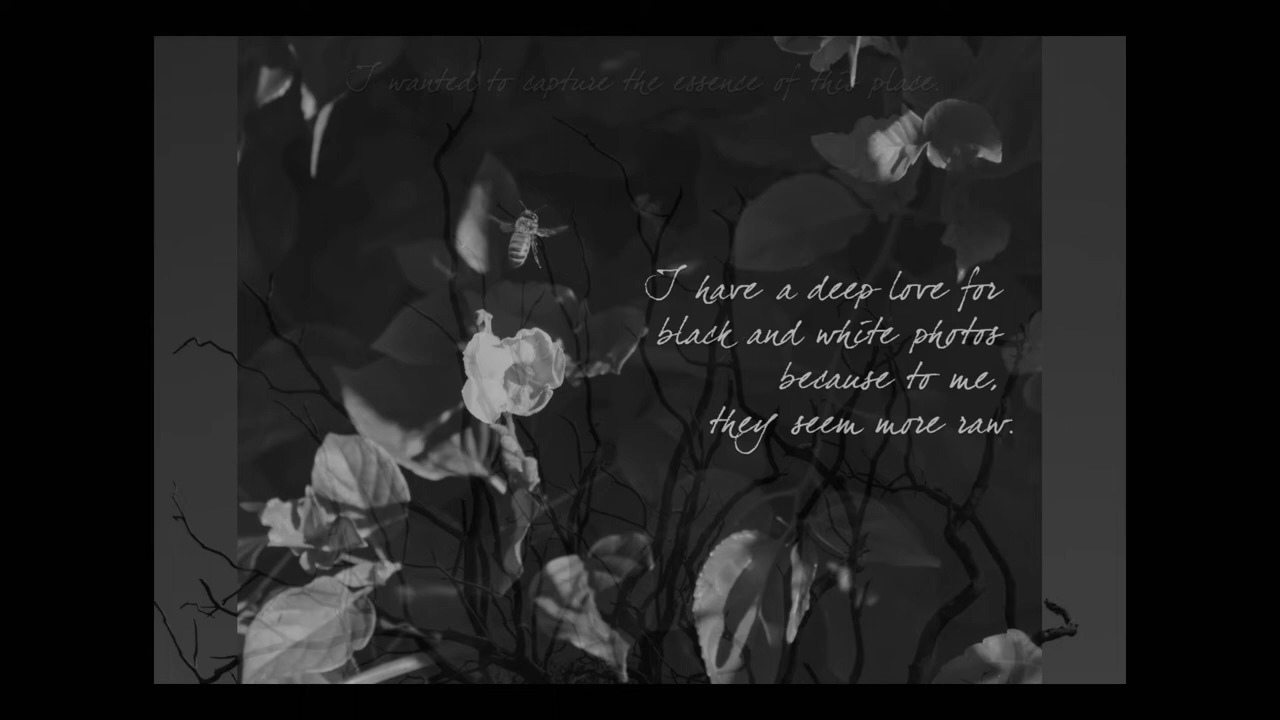 I wanted to capture the essence of this place.
I have a deep love for
black and white photos
because to me,
they seem more raw.